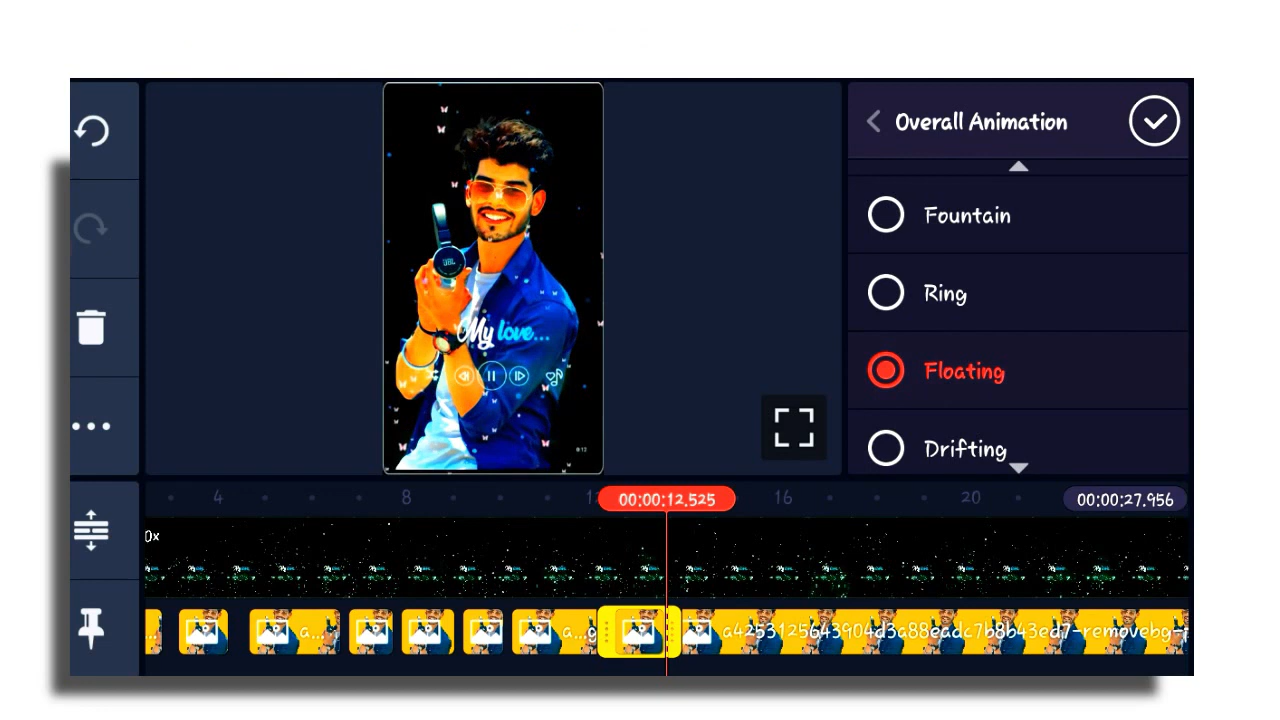 Overall Animation
Fountain
Ring
Floating
Drifting
JBL
My love...
4
8
00:00:12.525
16
20
00:00:27.956
0x
a...
a...g
a4253125643904d3a88eadc7b8b43ed7-removebg-